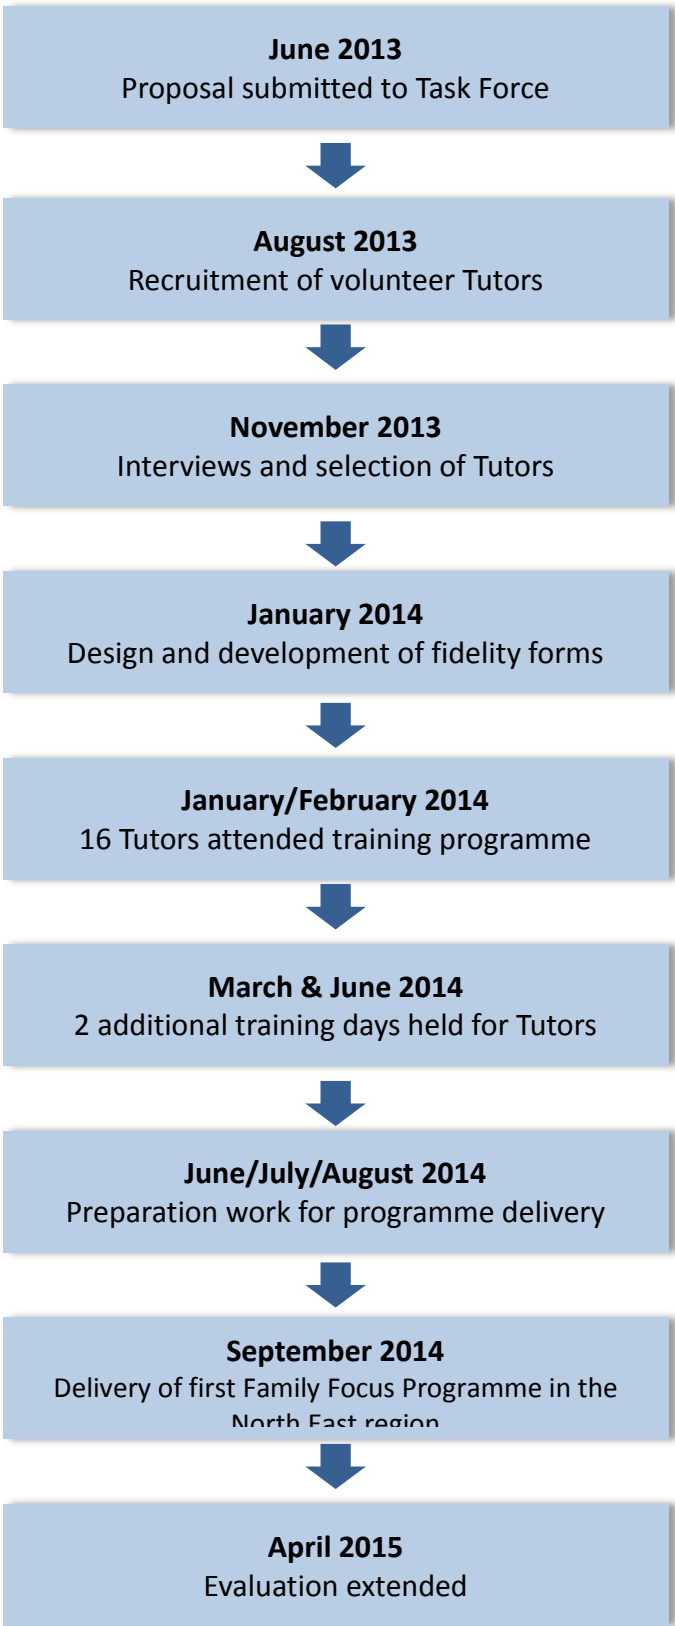 June 2013
Proposal submitted to Task Force
August 2013
Recruitment of volunteer Tutors
November 2013
Interviews and selection of Tutors
January 2014
Design and development of fidelity forms
January/February 2014
16 Tutors attended training programme
March & June 2014
2 additional training days held for Tutors
June/July/August 2014
Preparation work for programme delivery
September 2014
Delivery of first Family Focus Programme in the
North East region
April 2015
Evaluation extended